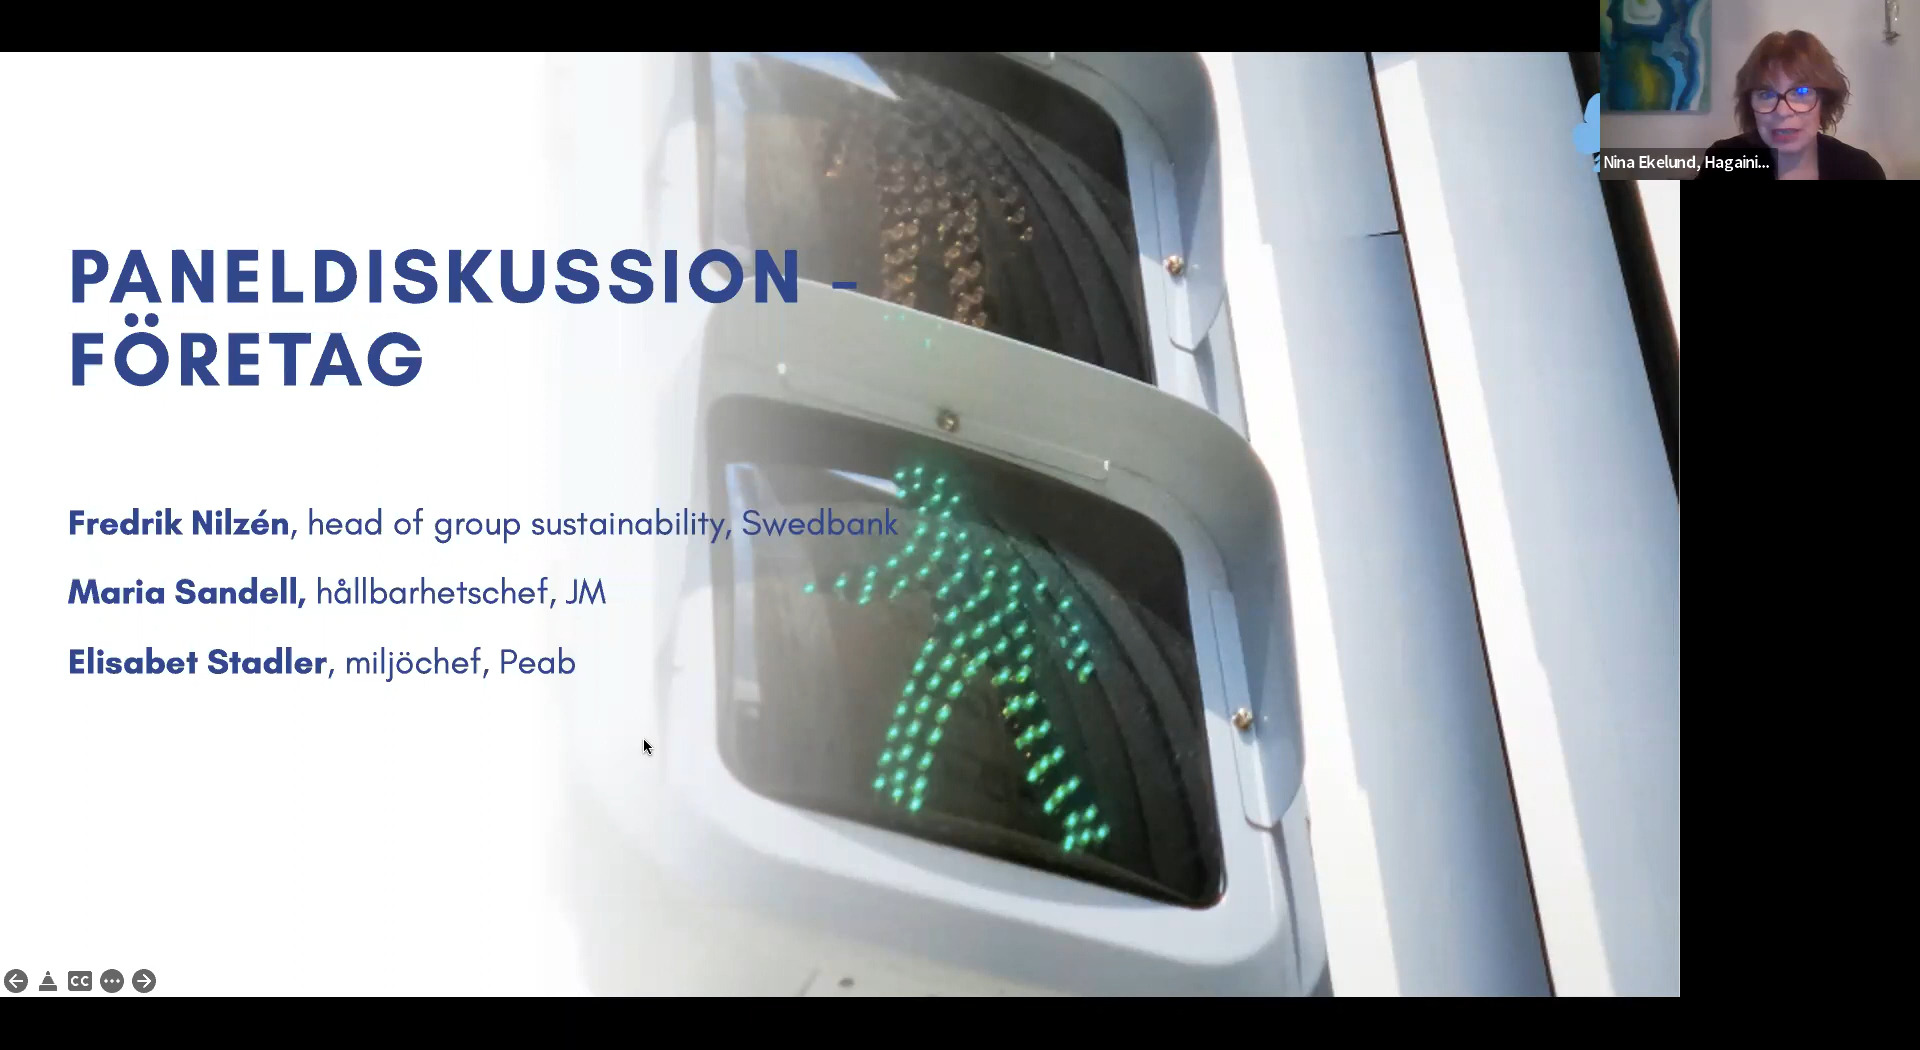 PANELDISKUSSION –
FÖRETAG
Fredrik Nilzén, head of group sustainability, Swedbank
Maria Sandell, hållbarhetschef, JM
Elisabet Stadler, miljöchef, Peab
Nina Ekelund, Hagaini...
CC